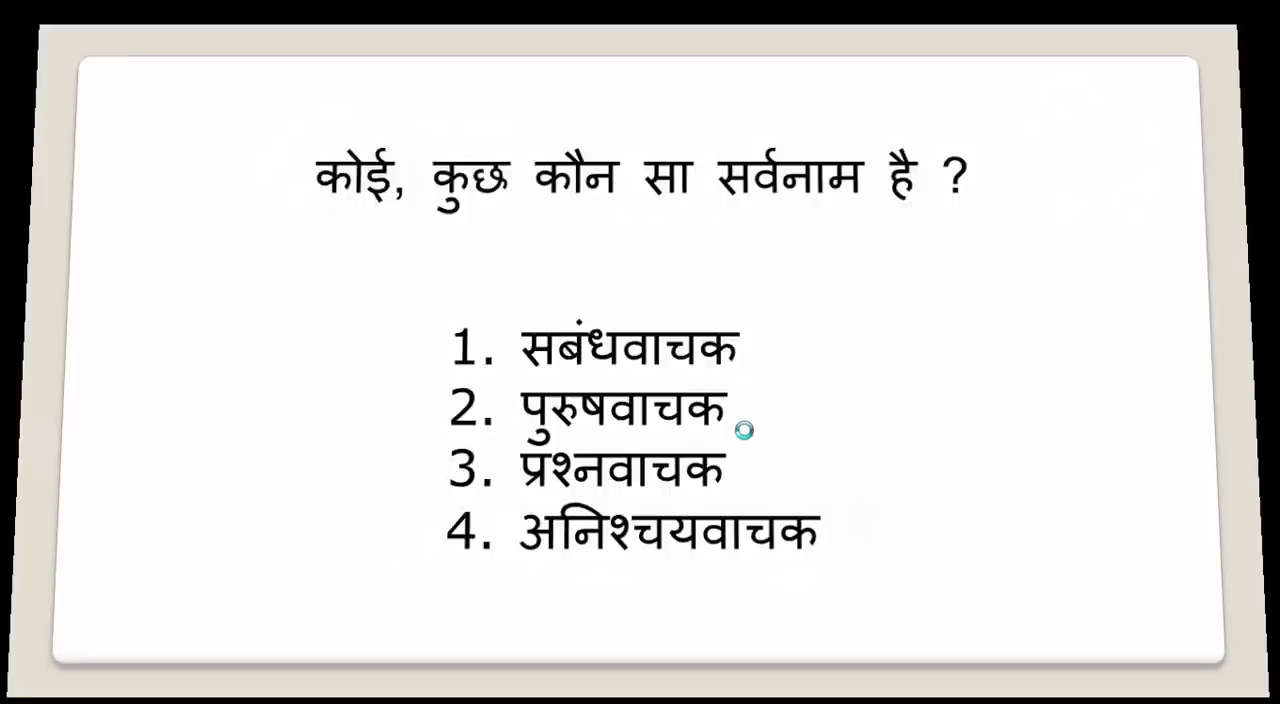 कोई, कुछ कौन सा सर्वनाम है ?
1. सबंधवाचक
2. पुरुषवाचक
3. प्रश्नवाचक
4. अनिश्चयवाचक